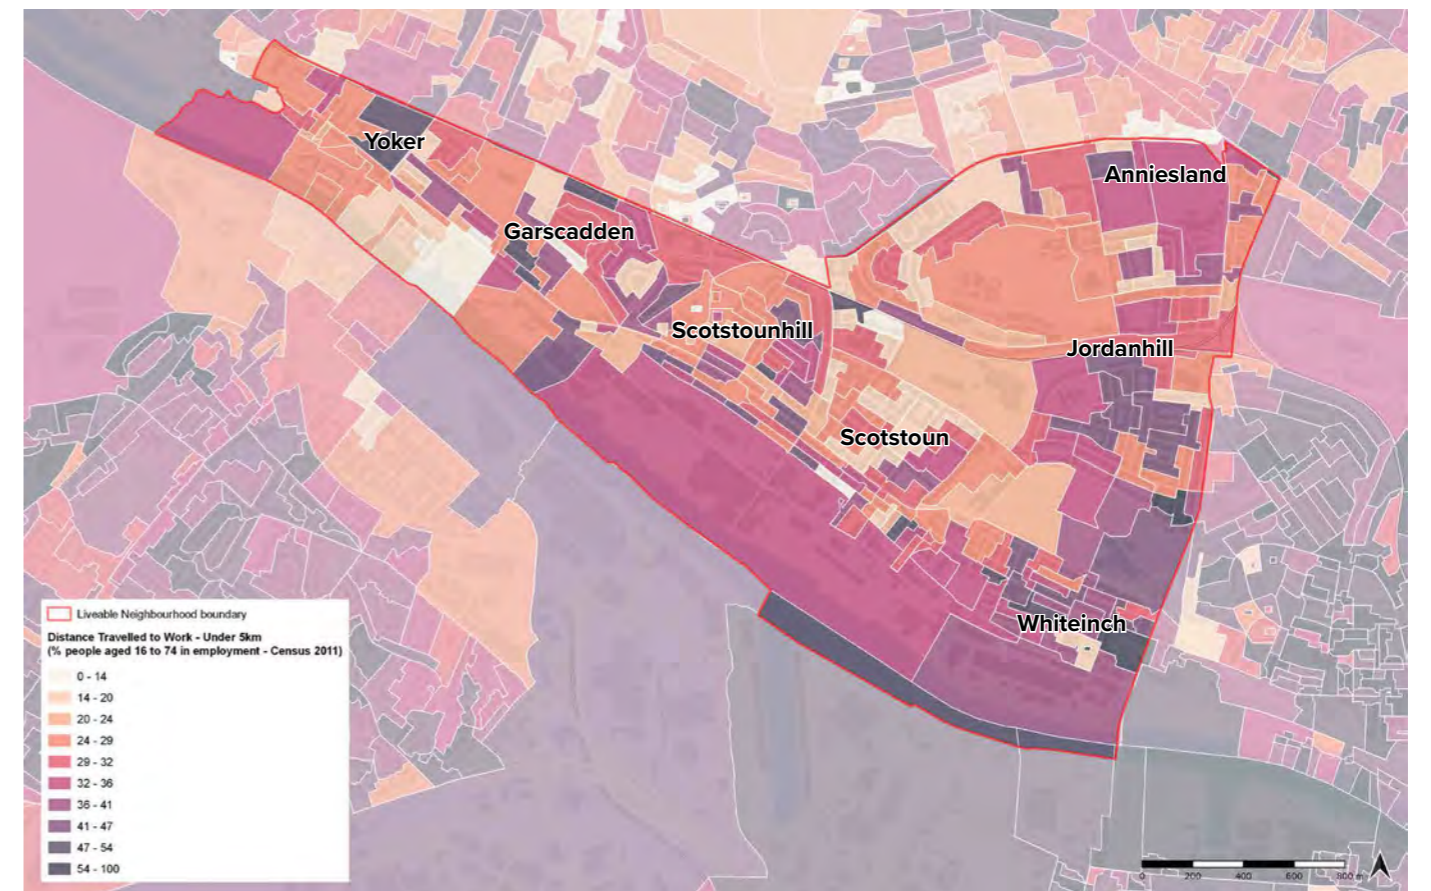 Yoker
Anniesland
Garscadden
Scotstounhill
Jordanhill
Scotstoun
Whiteinch
Liveable Neighbourhood boundary
Distance Travelled to Work - Under 5km
(% people aged 16 to 74 in employment - Census 2011)
0 - 14
14 - 20
20 - 24
24 - 29
29 - 32
32 - 36
36 - 41
41 - 47
47 - 54
54 - 100
0 200 400 600 800 m